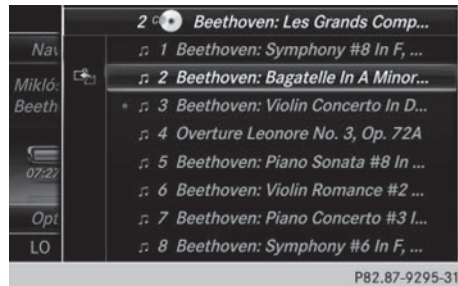 2 CD Beethoven: Les Grands Comp...
Nav
♫ 1 Beethoven: Symphony #8 In F, ...
Mikló:
♫ 2 Beethoven: Bagatelle In A Minor...
Beeth
• ♫ 3 Beethoven: Violin Concerto In D...
♫ 4 Overture Leonore No. 3, Op. 72A
07:27
♫ 5 Beethoven: Piano Sonata #8 In ...
♫ 6 Beethoven: Violin Romance #2 ...
Opt
♫ 7 Beethoven: Piano Concerto #3 I...
LO
♫ 8 Beethoven: Symphony #6 In F, ...
P82.87-9295-31